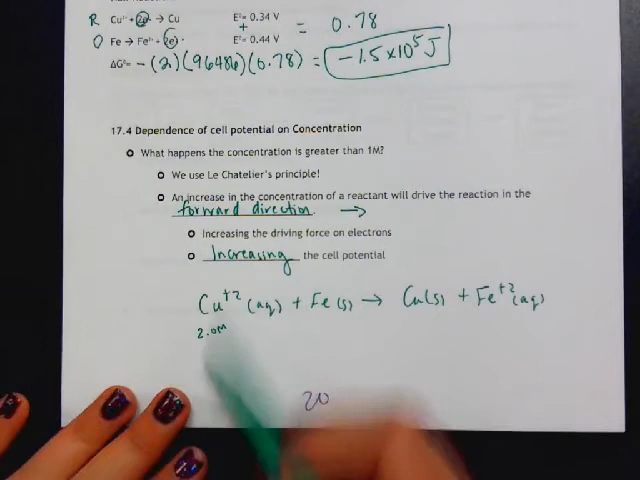 R Cu²⁺ + 2e⁻ → Cu E°= 0.34 V = 0.78
+
O Fe → Fe²⁺ + 2e⁻ E°= 0.44 V
ΔG°= -(2)(96486)(0.78) = -1.5x10⁵ J
17.4 Dependence of cell potential on Concentration
What happens the concentration is greater than 1M?
We use Le Chatelier's principle!
An increase in the concentration of a reactant will drive the reaction in the
forward direction. →
Increasing the driving force on electrons
Increasing the cell potential
Cu⁺² (aq) + Fe(s) → Cu(s) + Fe⁺² (aq)
2.0M
20